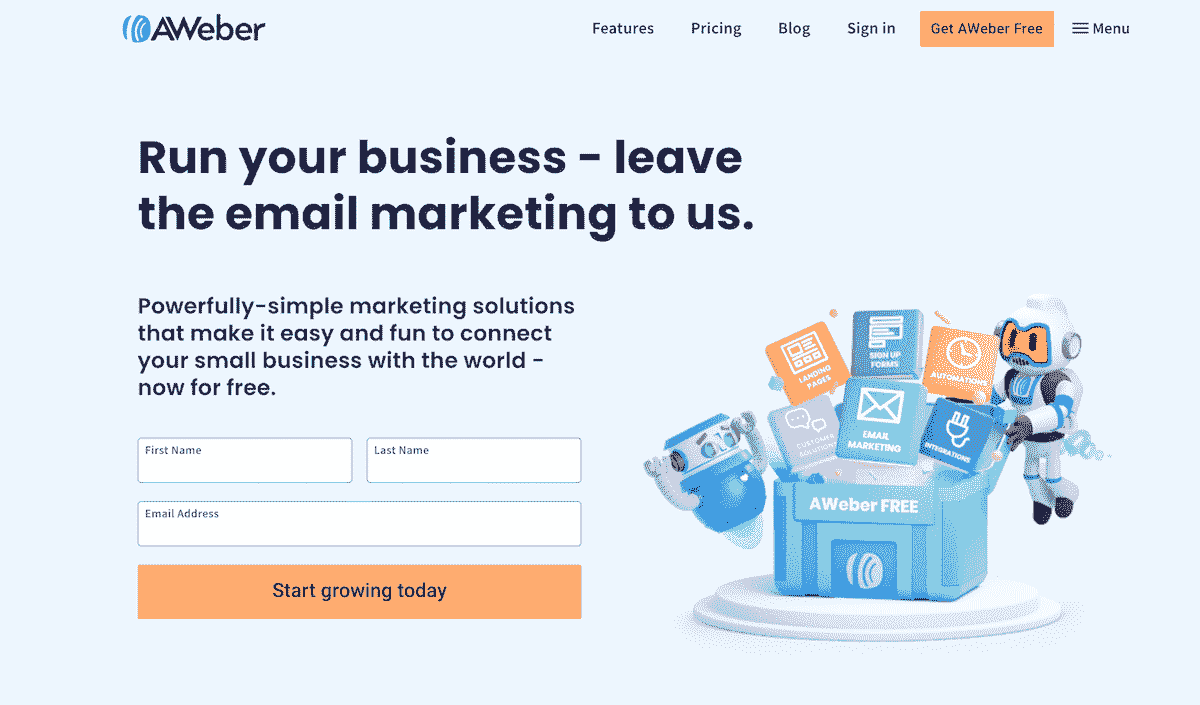 AWeber
Features
Pricing
Blog
Sign in
Get AWeber Free
Menu
Run your business - leave
the email marketing to us.
Powerfully-simple marketing solutions
that make it easy and fun to connect
your small business with the world -
now for free.
First Name
Last Name
Email Address
Start growing today
LANDING
PAGES
SIGN UP
FORMS
AUTOMATIONS
CUSTOMER
SOLUTIONS
EMAIL
MARKETING
INTEGRATIONS
AWeber FREE